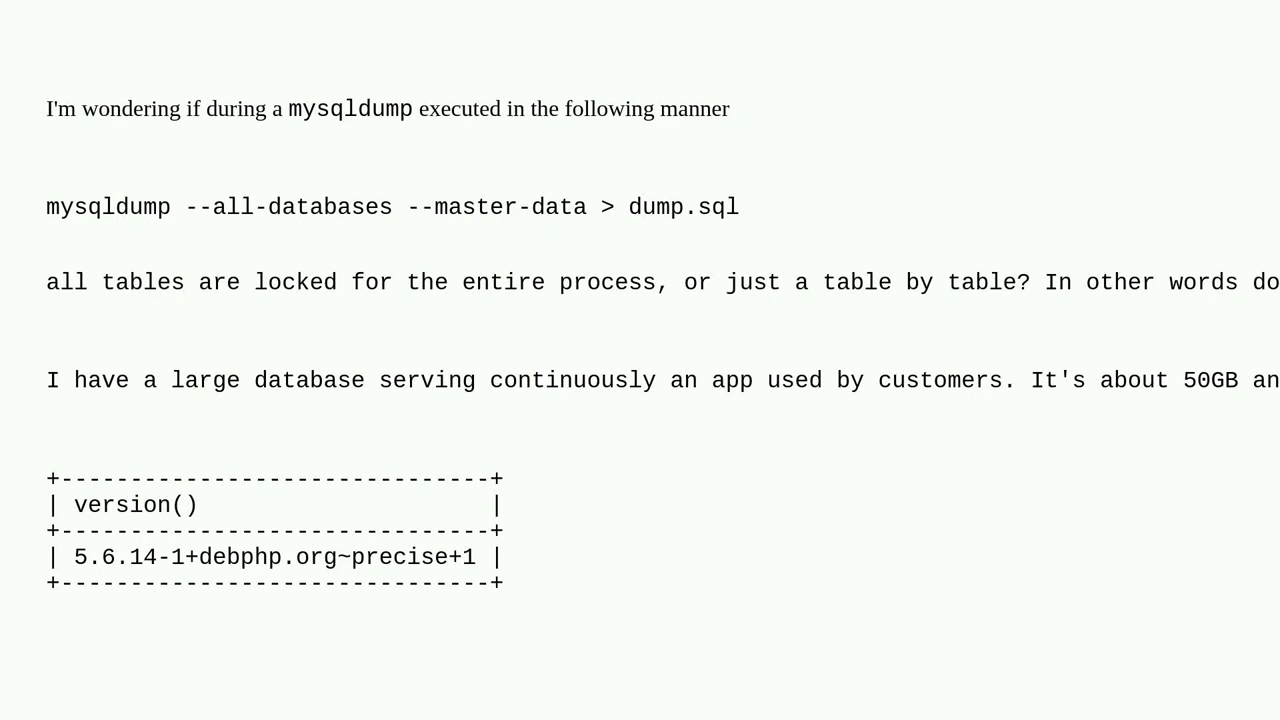 I'm wondering if during a mysqldump executed in the following manner
mysqldump --all-databases --master-data > dump.sql
all tables are locked for the entire process, or just a table by table? In other words do
I have a large database serving continuously an app used by customers. It's about 50GB an
+-------------------------------+
| version()                     |
+-------------------------------+
| 5.6.14-1+debphp.org~precise+1 |
+-------------------------------+